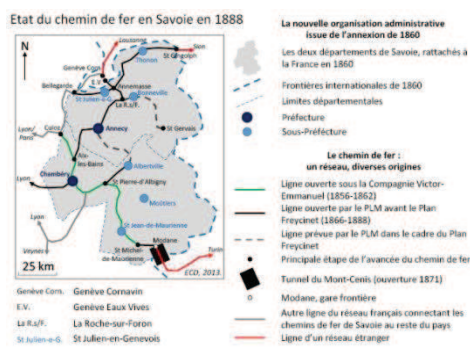 Etat du chemin de fer en Savoie en 1888
N
Lausanne
Sion
St Gingolph
Thonon
Genève Corn.
E.V.
Annemasse
Bellegarde
St Julien-e-G.
Bonneville
La R.s/F.
Annecy
St Gervais
Lyon/
Paris
Culoz
Aix-
les-Bains
Albertville
Lyon
Chambéry
St Pierre-d'Albigny
Moûtiers
Lyon
St Jean-de-Maurienne
Veynes
Modane
Turin
St Michel-
de-Maurienne
25 km
ECD, 2013.
Genève Corn. Genève Cornavin
E.V. Genève Eaux Vives
La R.s/F. La Roche-sur-Foron
St Julien-e-G. St Julien-en-Genevois
La nouvelle organisation administrative
issue de l'annexion de 1860
Les deux départements de Savoie, rattachés à
la France en 1860
Frontières internationales de 1860
Limites départementales
Préfecture
Sous-Préfecture
Le chemin de fer :
un réseau, diverses origines
Ligne ouverte sous la Compagnie Victor-
Emmanuel (1856-1862)
Ligne ouverte par le PLM avant le Plan
Freycinet (1866-1888)
Ligne prévue par le PLM dans le cadre du Plan
Freycinet
Principale étape de l'avancée du chemin de fer
Tunnel du Mont-Cenis (ouverture 1871)
Modane, gare frontière
Autre ligne du réseau français connectant les
chemins de fer de Savoie au reste du pays
Ligne d'un réseau étranger